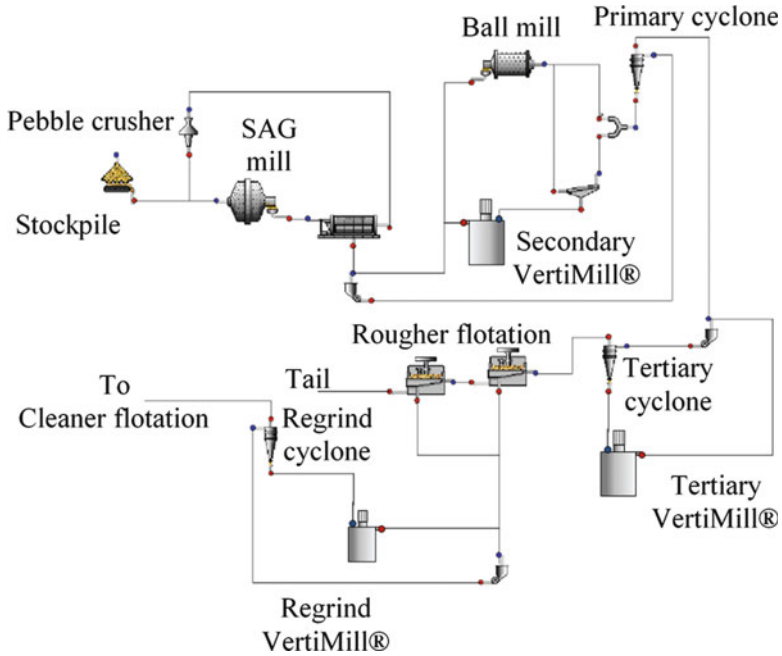 Primary cyclone
Ball mill
Pebble crusher
SAG
mill
Stockpile
Secondary
VertiMill®
Rougher flotation
Tail
To
Cleaner flotation
Regrind
cyclone
Tertiary
cyclone
Tertiary
VertiMill®
Regrind
VertiMill®